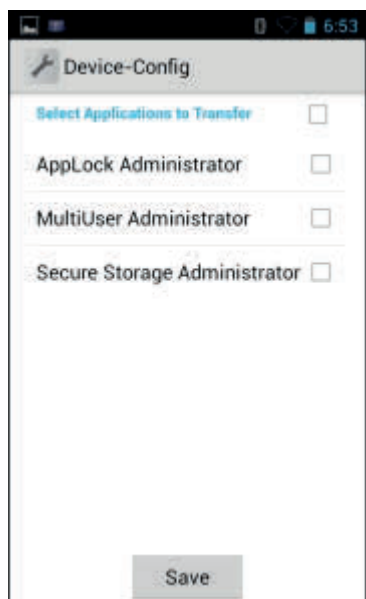 6:53
Device-Config
Select Applications to Transfer
AppLock Administrator
MultiUser Administrator
Secure Storage Administrator
Save